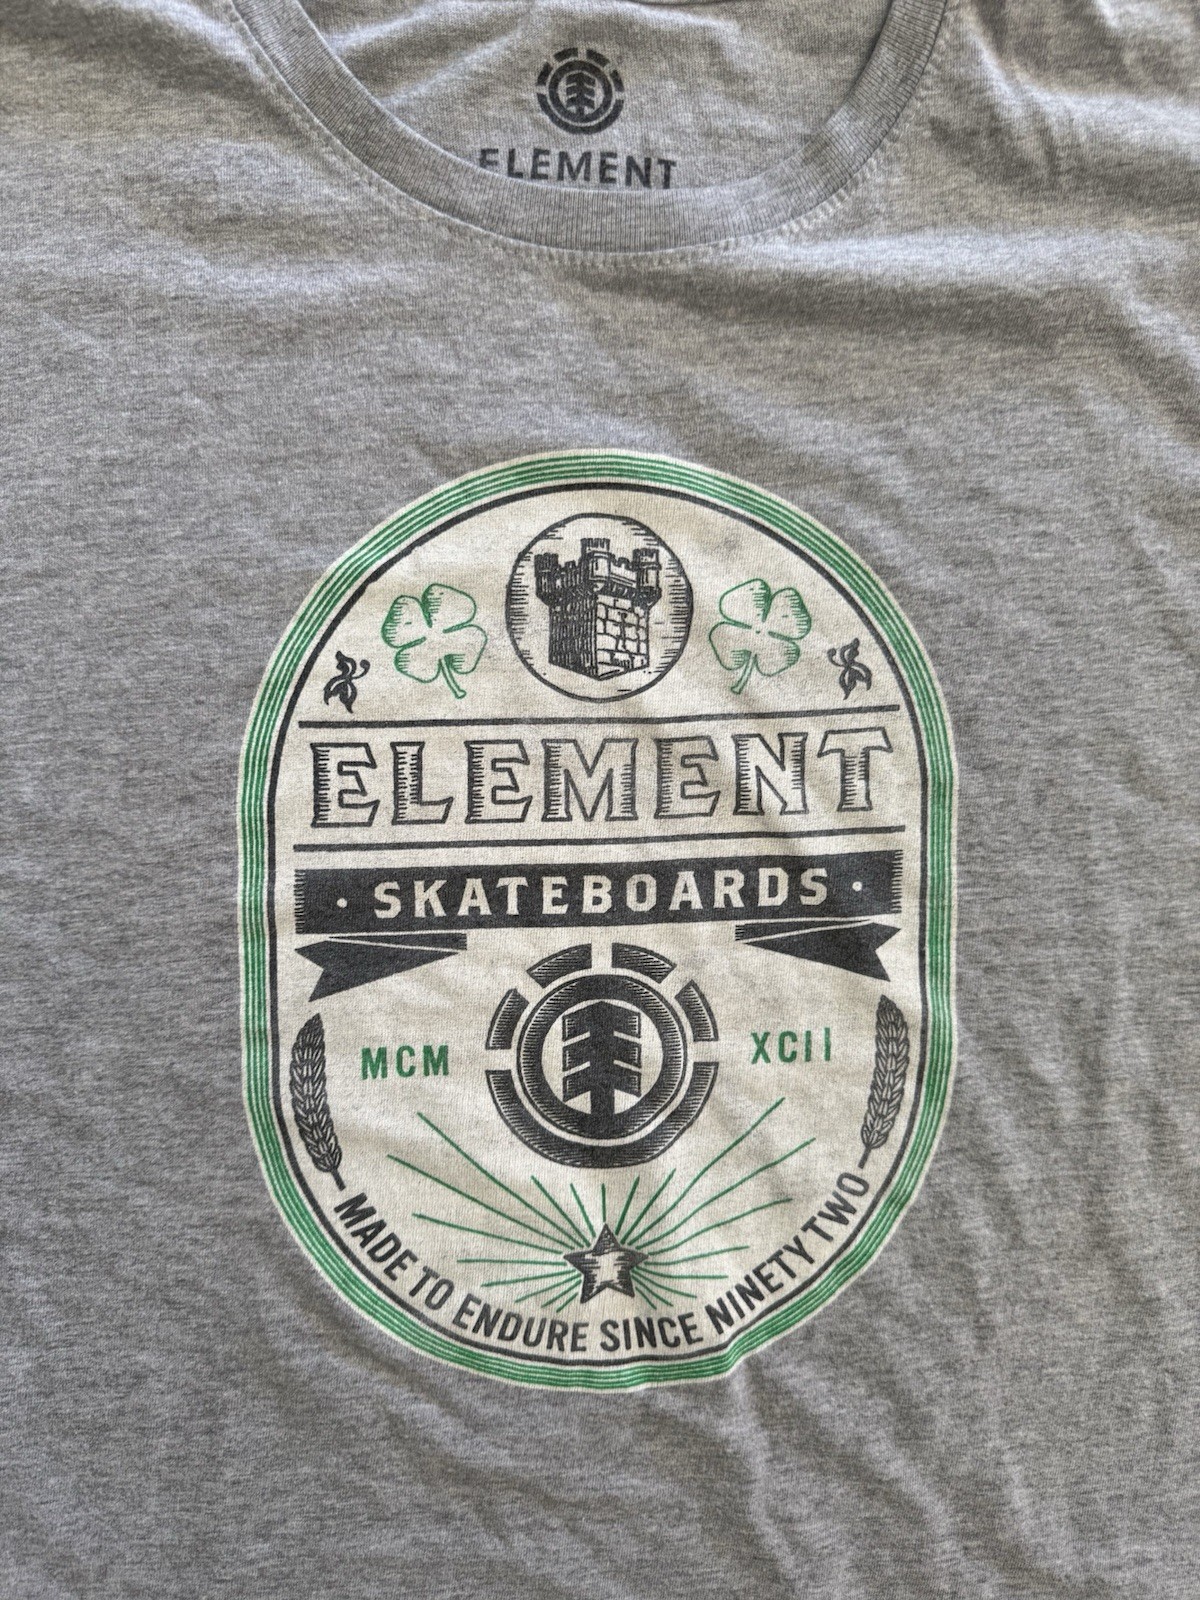 ELEMENT
ELEMENT
· SKATEBOARDS ·
MCM XCII
MADE TO ENDURE SINCE NINETY TWO